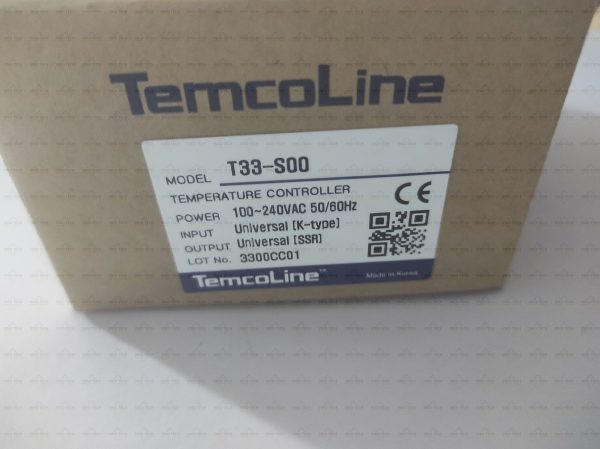 TemcoLine
MODEL T33-S00
TEMPERATURE CONTROLLER
POWER 100~240VAC 50/60Hz
INPUT Universal [K-type]
OUTPUT Universal [SSR]
LOT No. 3300CC01
CE
TemcoLine™
Made in Korea